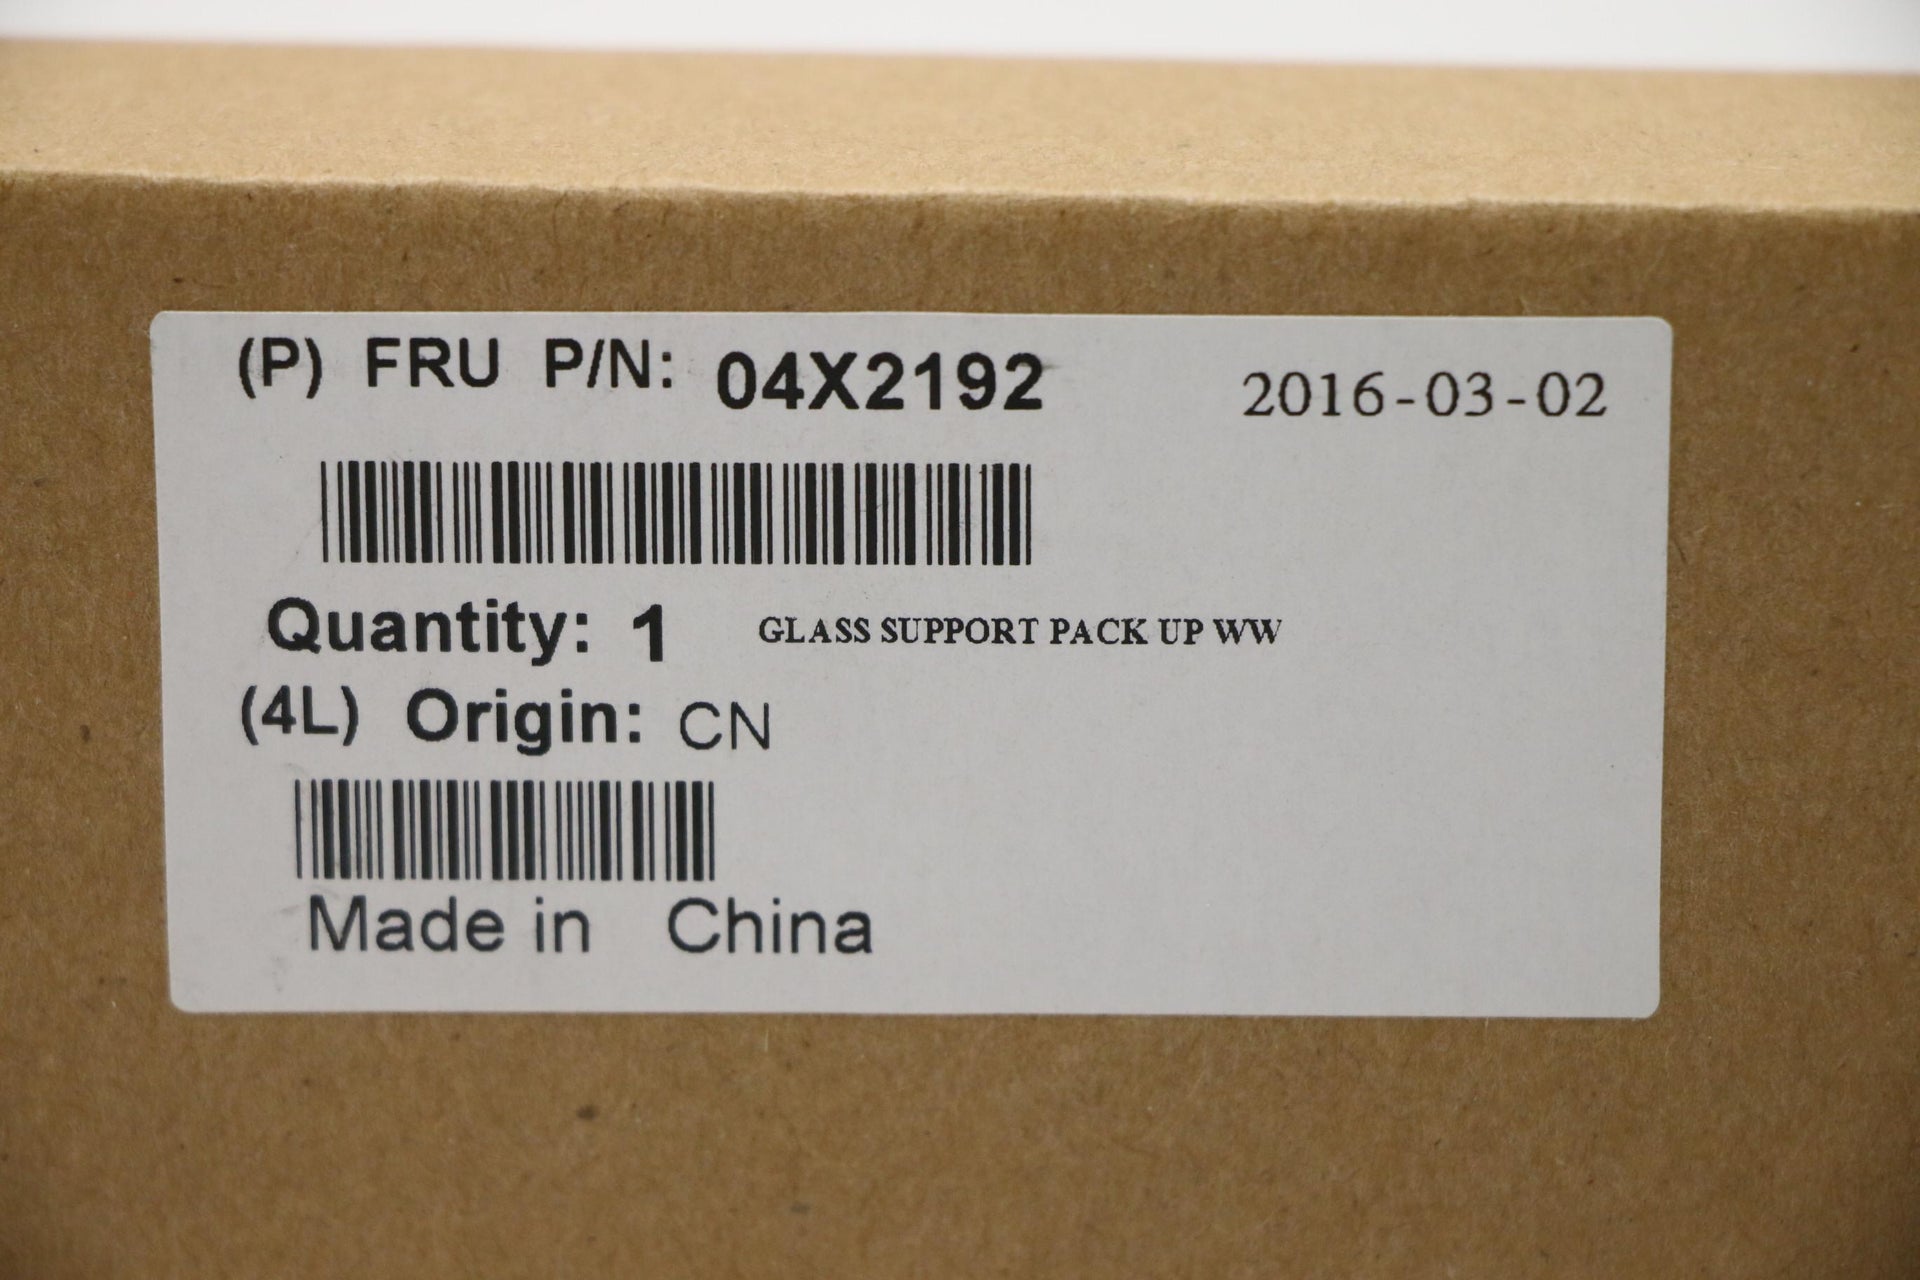 (P) FRU P/N: 04X2192 2016-03-02
Quantity: 1 GLASS SUPPORT PACK UP WW
(4L) Origin: CN
Made in China